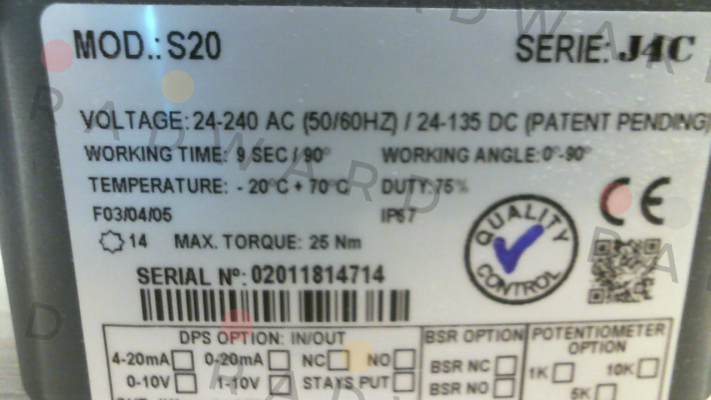 MOD.: S20 SERIE: J4C
VOLTAGE: 24-240 AC (50/60HZ) / 24-135 DC (PATENT PENDING)
WORKING TIME: 9 SEC / 90° WORKING ANGLE: 0°-90°
TEMPERATURE: - 20°C + 70°C DUTY: 75%
F03/04/05 IP67
14 MAX. TORQUE: 25 Nm
QUALITY CONTROL
CE
SERIAL Nº: 02011814714
DPS OPTION: IN/OUT BSR OPTION POTENTIOMETER OPTION
4-20mA 0-20mA NC NO BSR NC 1K 10K
0-10V 1-10V STAYS PUT BSR NO 5K